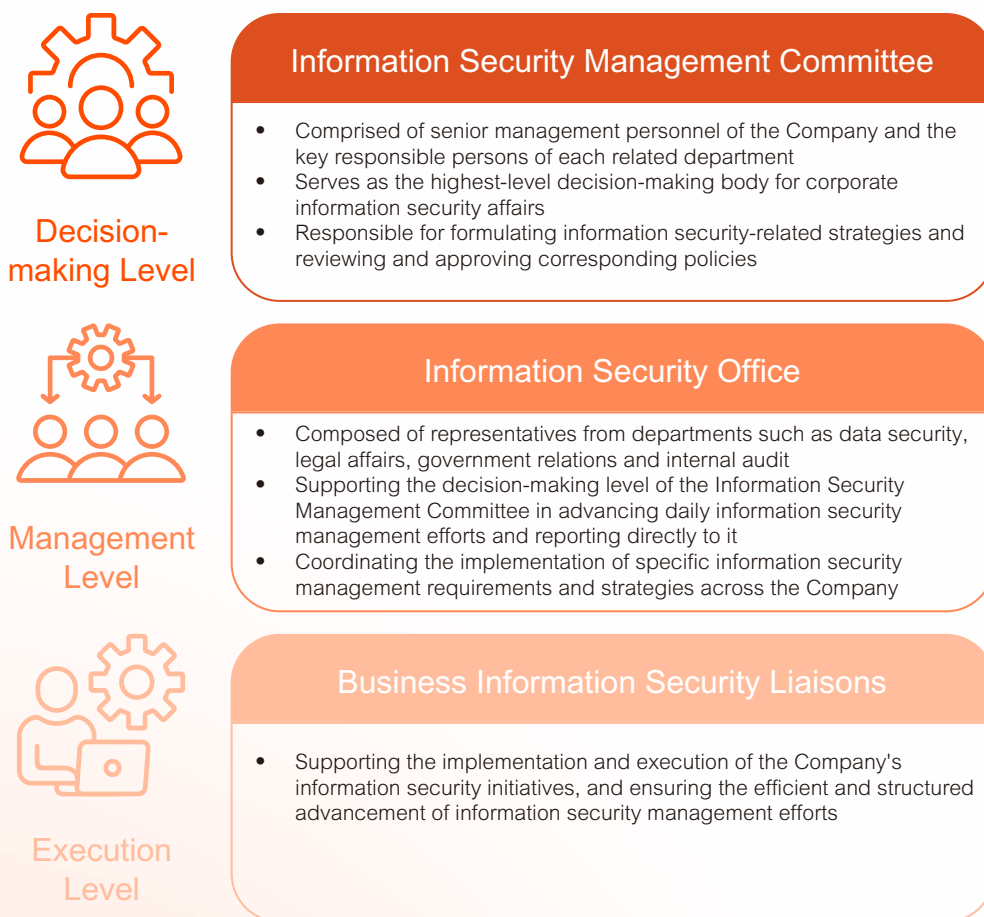 Information Security Management Committee
• Comprised of senior management personnel of the Company and the
key responsible persons of each related department
• Serves as the highest-level decision-making body for corporate
information security affairs
• Responsible for formulating information security-related strategies and
reviewing and approving corresponding policies
Decision-
making Level
Information Security Office
• Composed of representatives from departments such as data security,
legal affairs, government relations and internal audit
• Supporting the decision-making level of the Information Security
Management Committee in advancing daily information security
management efforts and reporting directly to it
• Coordinating the implementation of specific information security
management requirements and strategies across the Company
Management
Level
Business Information Security Liaisons
• Supporting the implementation and execution of the Company's
information security initiatives, and ensuring the efficient and structured
advancement of information security management efforts
Execution
Level